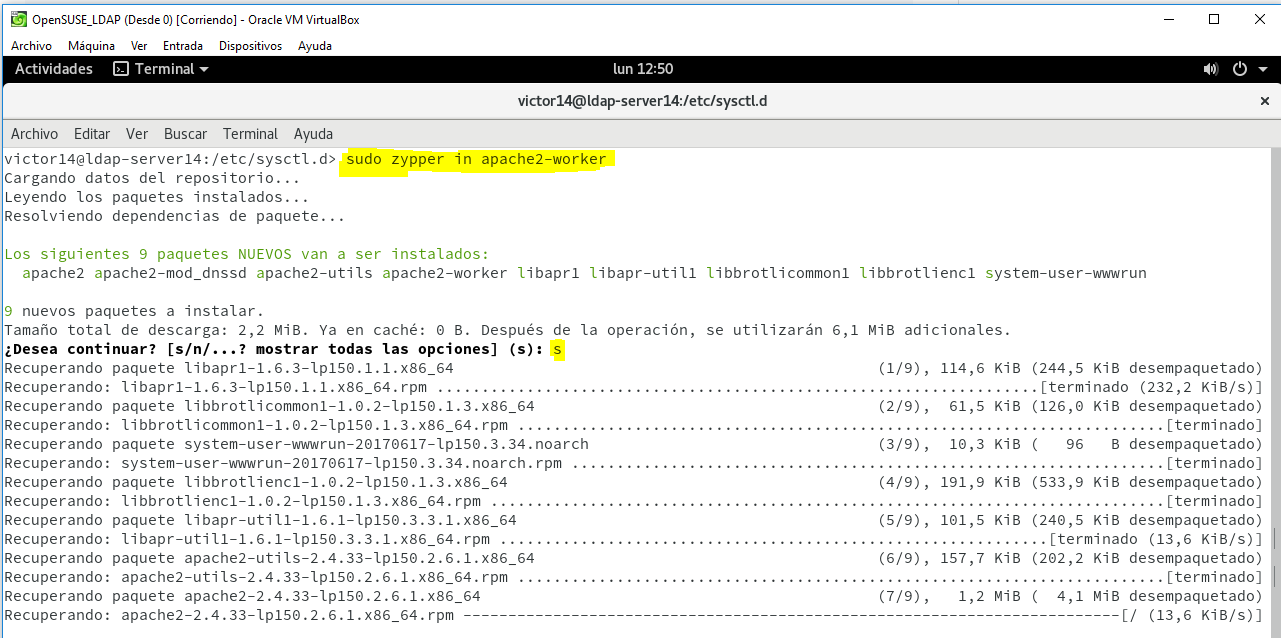 OpenSUSE_LDAP (Desde 0) [Corriendo] - Oracle VM VirtualBox
Archivo Máquina Ver Entrada Dispositivos Ayuda
Actividades Terminal lun 12:50
victor14@ldap-server14:/etc/sysctl.d
Archivo Editar Ver Buscar Terminal Ayuda
victor14@ldap-server14:/etc/sysctl.d> sudo zypper in apache2-worker
Cargando datos del repositorio...
Leyendo los paquetes instalados...
Resolviendo dependencias de paquete...
Los siguientes 9 paquetes NUEVOS van a ser instalados:
apache2 apache2-mod_dnssd apache2-utils apache2-worker libapr1 libapr-util1 libbrotlicommon1 libbrotlienc1 system-user-wwwrun
9 nuevos paquetes a instalar.
Tamaño total de descarga: 2,2 MiB. Ya en caché: 0 B. Después de la operación, se utilizarán 6,1 MiB adicionales.
¿Desea continuar? [s/n/...? mostrar todas las opciones] (s): s
Recuperando paquete libapr1-1.6.3-lp150.1.1.x86_64 (1/9), 114,6 KiB (244,5 KiB desempaquetado)
Recuperando: libapr1-1.6.3-lp150.1.1.x86_64.rpm ...................................................................[terminado (232,2 KiB/s)]
Recuperando paquete libbrotlicommon1-1.0.2-lp150.1.3.x86_64 (2/9), 61,5 KiB (126,0 KiB desempaquetado)
Recuperando: libbrotlicommon1-1.0.2-lp150.1.3.x86_64.rpm ........................................................................[terminado]
Recuperando paquete system-user-wwwrun-20170617-lp150.3.34.noarch (3/9), 10,3 KiB ( 96 B desempaquetado)
Recuperando: system-user-wwwrun-20170617-lp150.3.34.noarch.rpm ..................................................................[terminado]
Recuperando paquete libbrotlienc1-1.0.2-lp150.1.3.x86_64 (4/9), 191,9 KiB (533,9 KiB desempaquetado)
Recuperando: libbrotlienc1-1.0.2-lp150.1.3.x86_64.rpm ...........................................................................[terminado]
Recuperando paquete libapr-util1-1.6.1-lp150.3.3.1.x86_64 (5/9), 101,5 KiB (240,5 KiB desempaquetado)
Recuperando: libapr-util1-1.6.1-lp150.3.3.1.x86_64.rpm .............................................................[terminado (13,6 KiB/s)]
Recuperando paquete apache2-utils-2.4.33-lp150.2.6.1.x86_64 (6/9), 157,7 KiB (202,2 KiB desempaquetado)
Recuperando: apache2-utils-2.4.33-lp150.2.6.1.x86_64.rpm ........................................................................[terminado]
Recuperando paquete apache2-2.4.33-lp150.2.6.1.x86_64 (7/9), 1,2 MiB ( 4,1 MiB desempaquetado)
Recuperando: apache2-2.4.33-lp150.2.6.1.x86_64.rpm -------------------------------------------------------------------------[/ (13,6 KiB/s)]